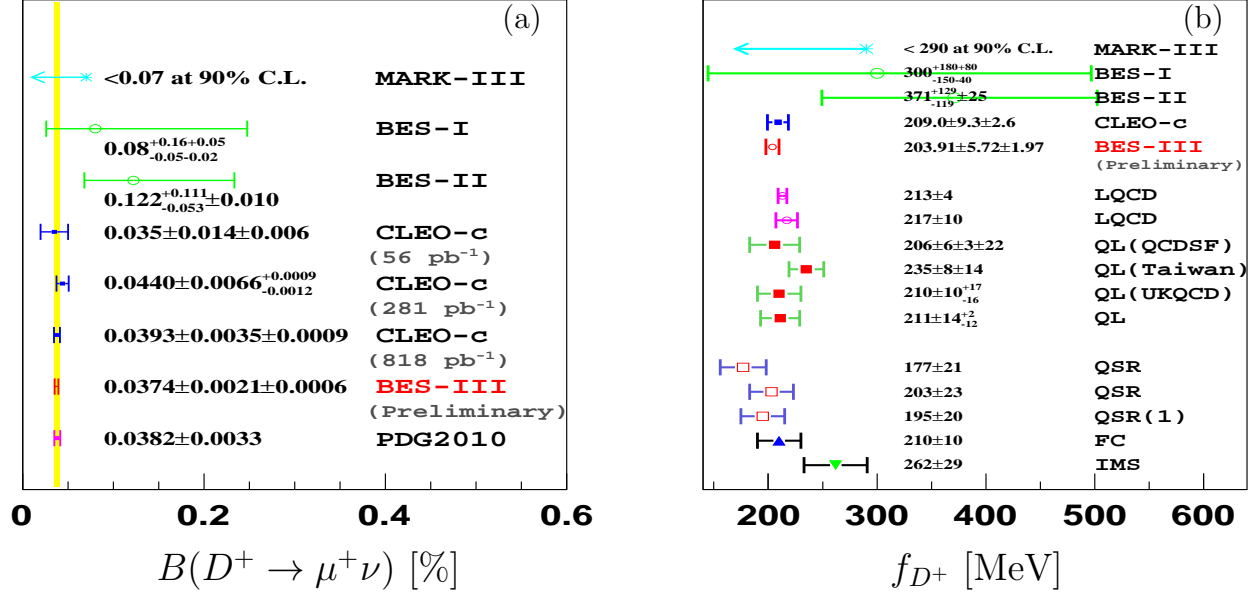 (a)
<0.07 at 90% C.L. MARK-III
BES-I
0.08+0.16+0.05 -0.05-0.02
BES-II
0.122+0.111 -0.053±0.010
0.035±0.014±0.006 CLEO-c
(56 pb-1)
0.0440±0.0066+0.0009 -0.0012 CLEO-c
(281 pb-1)
0.0393±0.0035±0.0009 CLEO-c
(818 pb-1)
0.0374±0.0021±0.0006 BES-III
(Preliminary)
0.0382±0.0033 PDG2010
0 0.2 0.4 0.6
B(D+ → μ+ν) [%]
(b)
< 290 at 90% C.L. MARK-III
300+180+80 -150-40 BES-I
371+129 -119±25 BES-II
209.0±9.3±2.6 CLEO-c
203.91±5.72±1.97 BES-III
(Preliminary)
213±4 LQCD
217±10 LQCD
206±6±3±22 QL(QCDSF)
235±8±14 QL(Taiwan)
210±10+17 -16 QL(UKQCD)
211±14+2 -12 QL
177±21 QSR
203±23 QSR
195±20 QSR(1)
210±10 FC
262±29 IMS
200 300 400 500 600
fD+ [MeV]